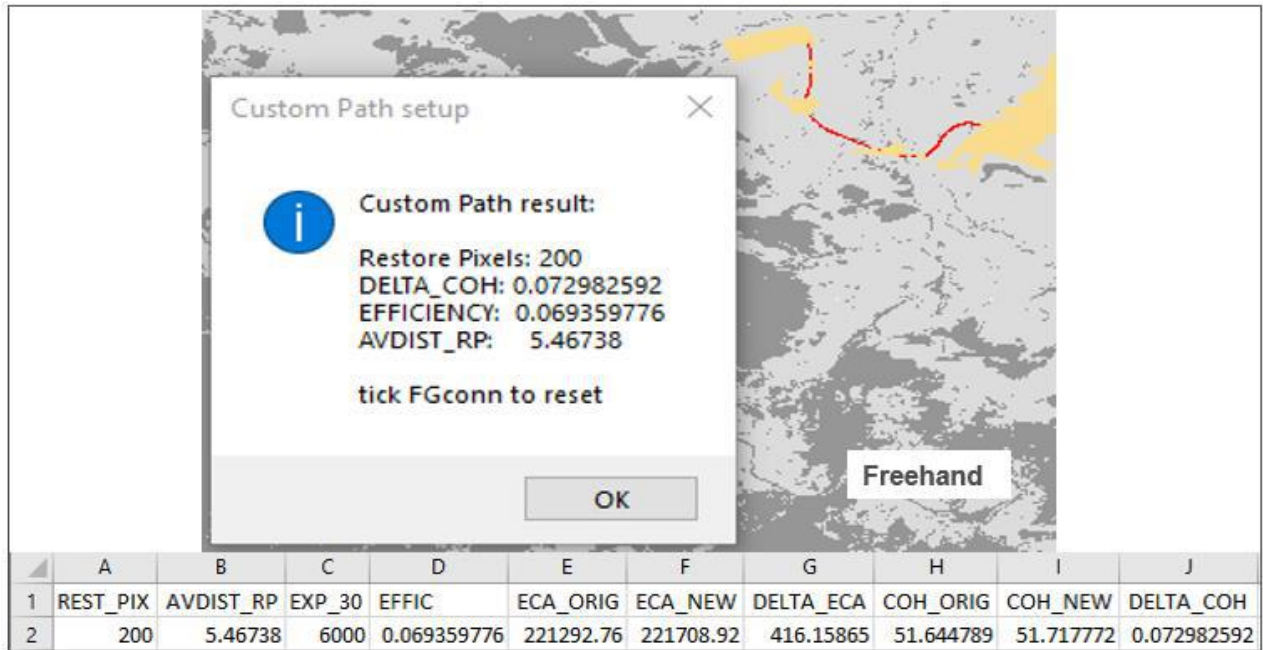 Custom Path setup
Custom Path result:
Restore Pixels: 200
DELTA_COH: 0.072982592
EFFICIENCY: 0.069359776
AVDIST_RP: 5.46738
tick FGconn to reset
OK
Freehand
A B C D E F G H I J
1 REST_PIX AVDIST_RP EXP_30 EFFIC ECA_ORIG ECA_NEW DELTA_ECA COH_ORIG COH_NEW DELTA_COH
2 200 5.46738 6000 0.069359776 221292.76 221708.92 416.15865 51.644789 51.717772 0.072982592